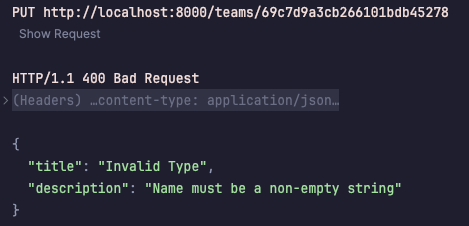 PUT http://localhost:8000/teams/69c7d9a3cb266101bdb45278
Show Request
HTTP/1.1 400 Bad Request
(Headers) …content-type: application/json…
{
"title": "Invalid Type",
"description": "Name must be a non-empty string"
}